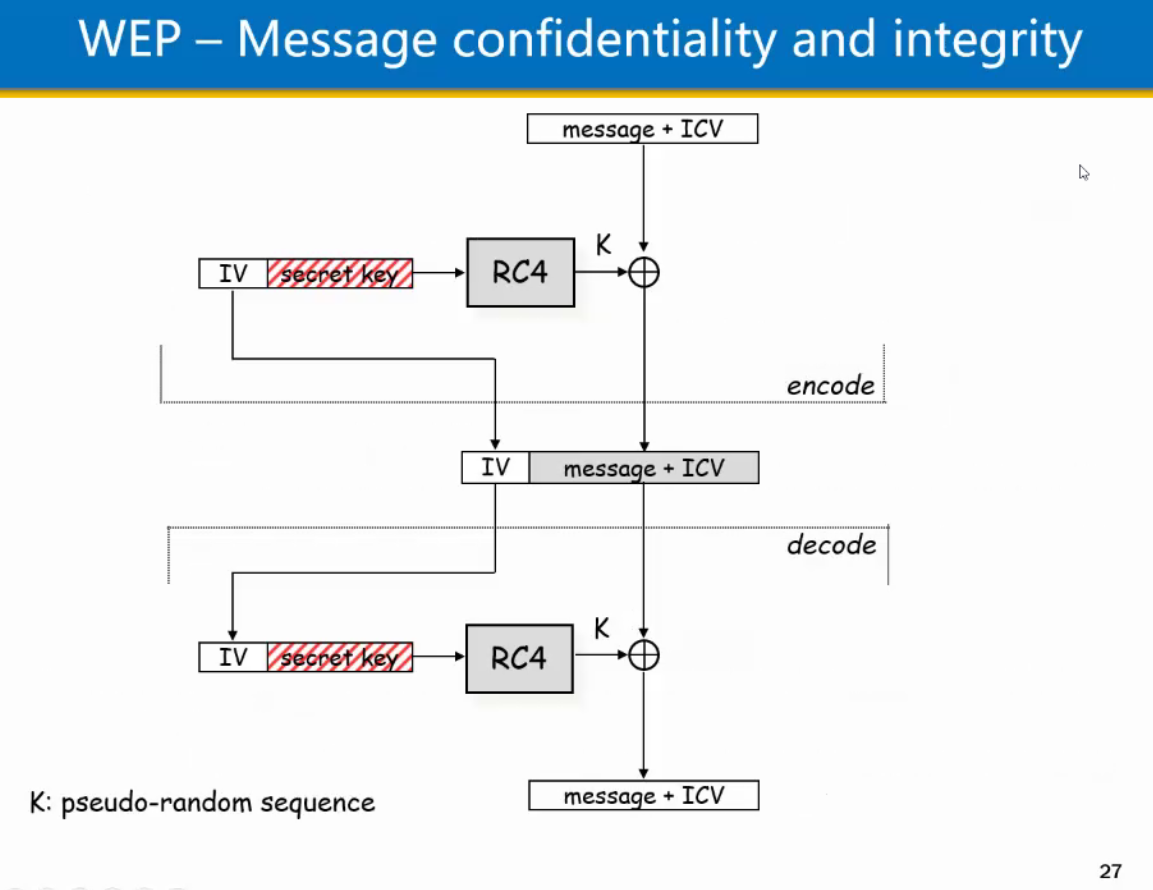 WEP – Message confidentiality and integrity
message + ICV
K
IV secret key RC4
encode
IV message + ICV
decode
K
IV secret key RC4
message + ICV
K: pseudo-random sequence
27